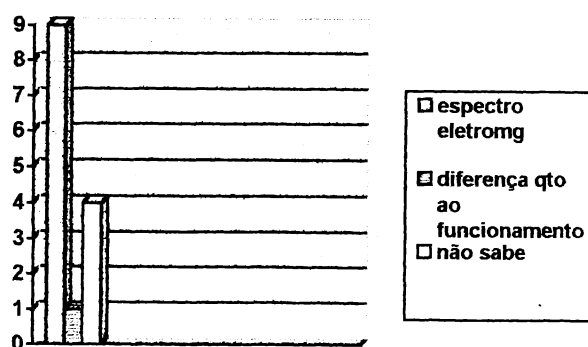 9
8
7
6
5
4
3
2
1
0
espectro
eletromg
diferença qto
ao
funcionamento
não sabe